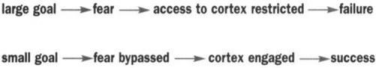 large goal → fear → access to cortex restricted → failure
small goal → fear bypassed → cortex engaged → success